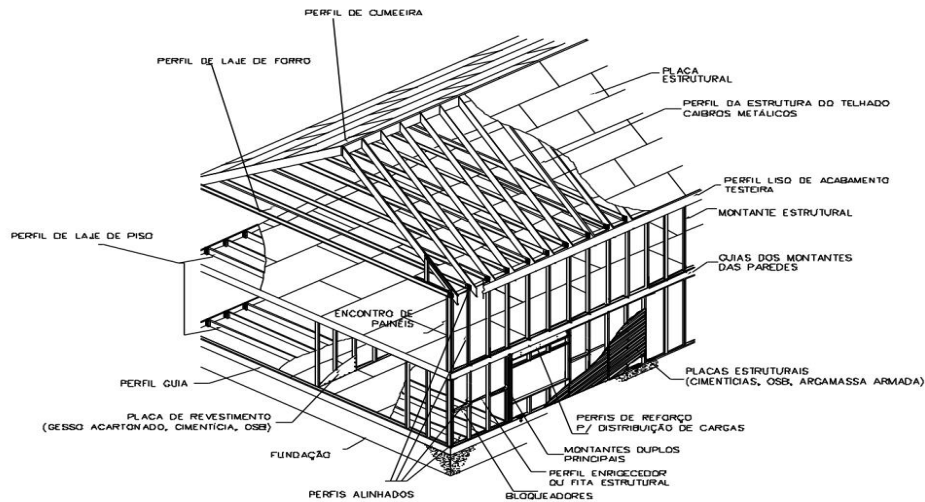 PERFIL DE CUMEEIRA
PERFIL DE LAJE DE FORRO
PLACA
ESTRUTURAL
PERFIL DA ESTRUTURA DO TELHADO
CAIBROS METÁLICOS
PERFIL LISO DE ACABAMENTO
TESTEIRA
MONTANTE ESTRUTURAL
PERFIL DE LAJE DE PISO
GUIAS DOS MONTANTES
DAS PAREDES
ENCONTRO DE
PAINÉIS
PERFIL GUIA
PLACAS ESTRUTURAIS
(CIMENTÍCIAS, OSB, ARGAMASSA ARMADA)
PLACA DE REVESTIMENTO
(GESSO ACARTONADO, CIMENTÍCIA, OSB)
PERFIS DE REFORÇO
P/ DISTRIBUIÇÃO DE CARGAS
FUNDAÇÃO
MONTANTES DUPLOS
PRINCIPAIS
PERFIL ENRIGECEDOR
OU FITA ESTRUTURAL
PERFIS ALINHADOS
BLOQUEADORES